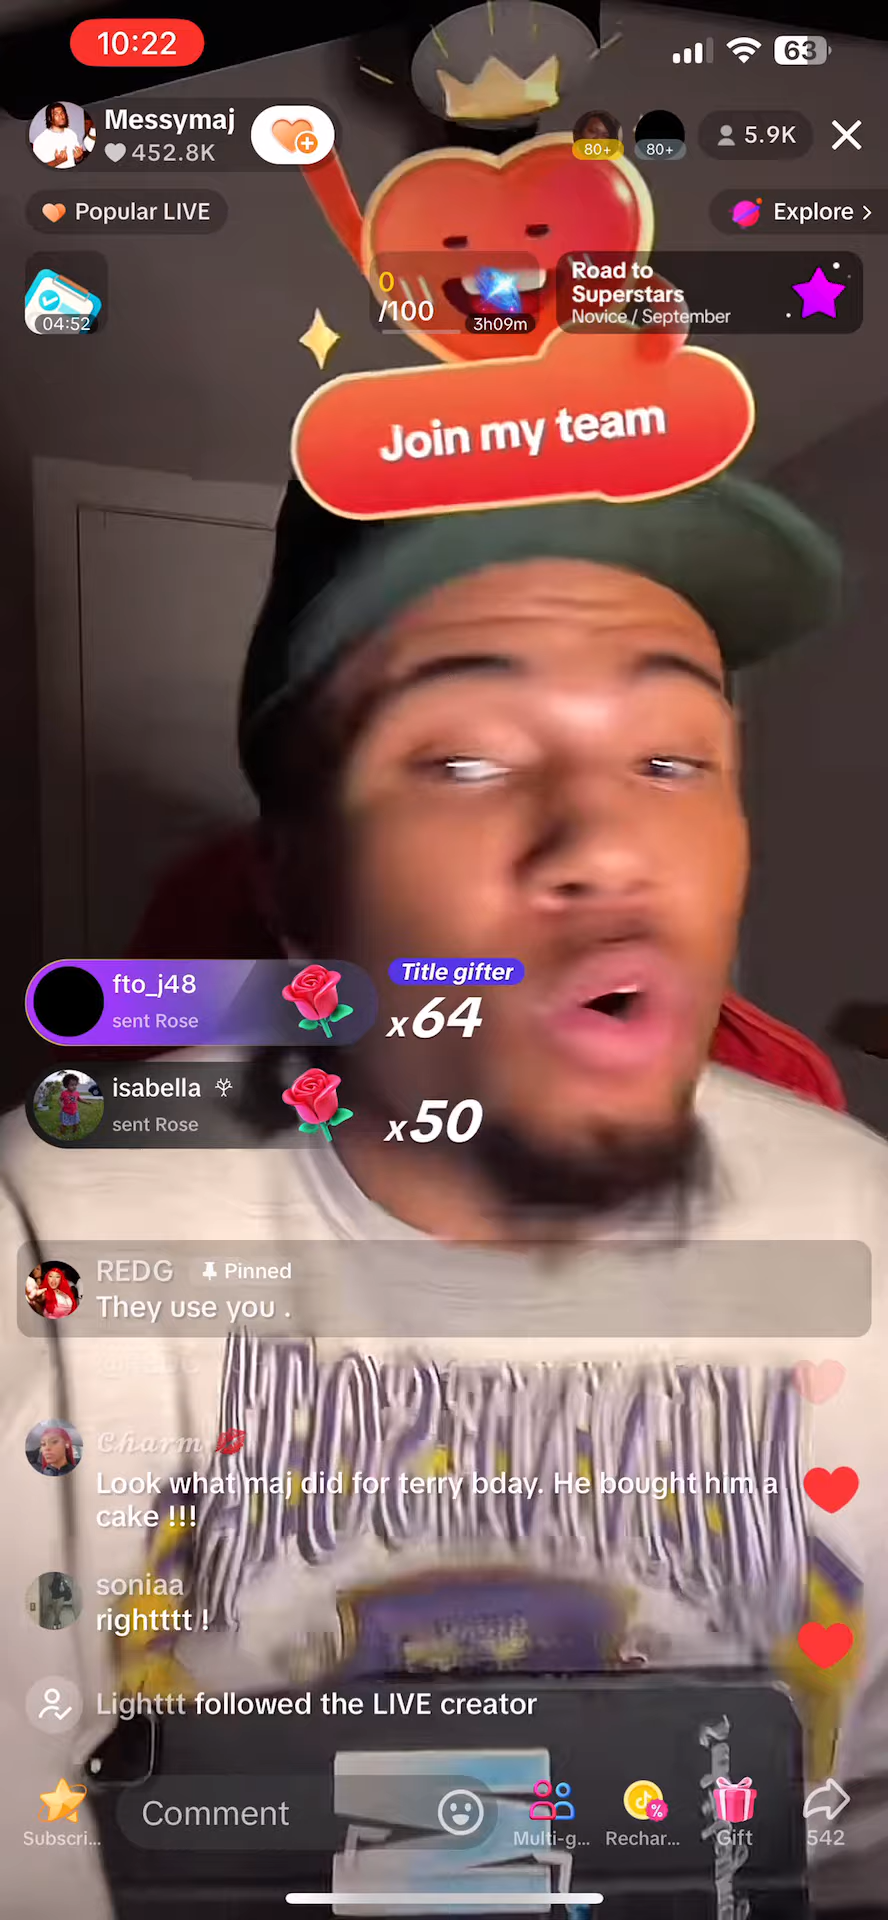 10:22
63
Messymaj
452.8K
80+
80+
5.9K
Popular LIVE
Explore >
04:52
0
/100
3h09m
Road to
Superstars
Novice / September
Join my team
fto_j48
sent Rose
Title gifter
x64
isabella
sent Rose
x50
REDG Pinned
They use you .
𝓒𝓱𝓪𝓻𝓶 💋
Look what maj did for terry bday. He bought him a
cake !!!
soniaa
rightttt !
Lighttt followed the LIVE creator
Comment
Subscri...
Multi-g...
Rechar...
Gift
542